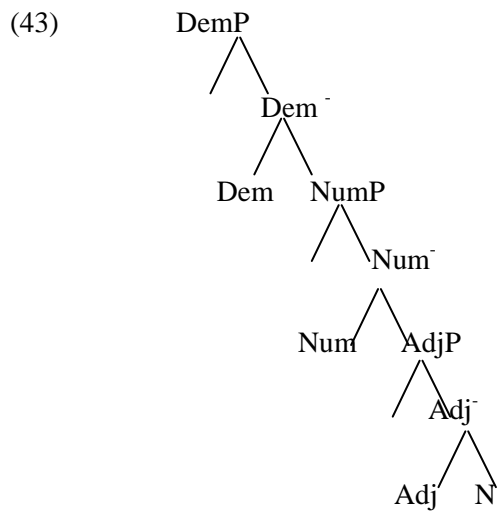 (43) DemP
Dem -
Dem NumP
Num-
Num AdjP
Adj-
Adj N